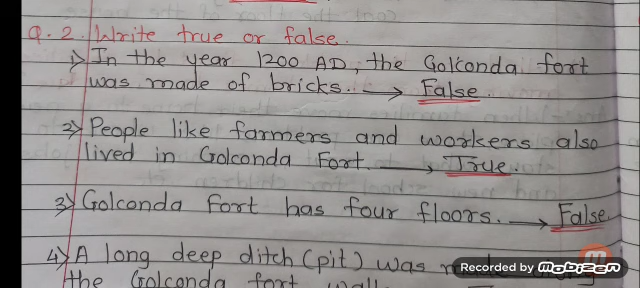 Q.2. Write true or false.
1) In the year 1200 AD, the Golconda fort
was made of bricks. → False.
2) People like farmers and workers also
lived in Golconda Fort. → True
3) Golconda fort has four floors. → False.
4) A long deep ditch (pit) was
the Golconda fort wall
Recorded by Mobizen